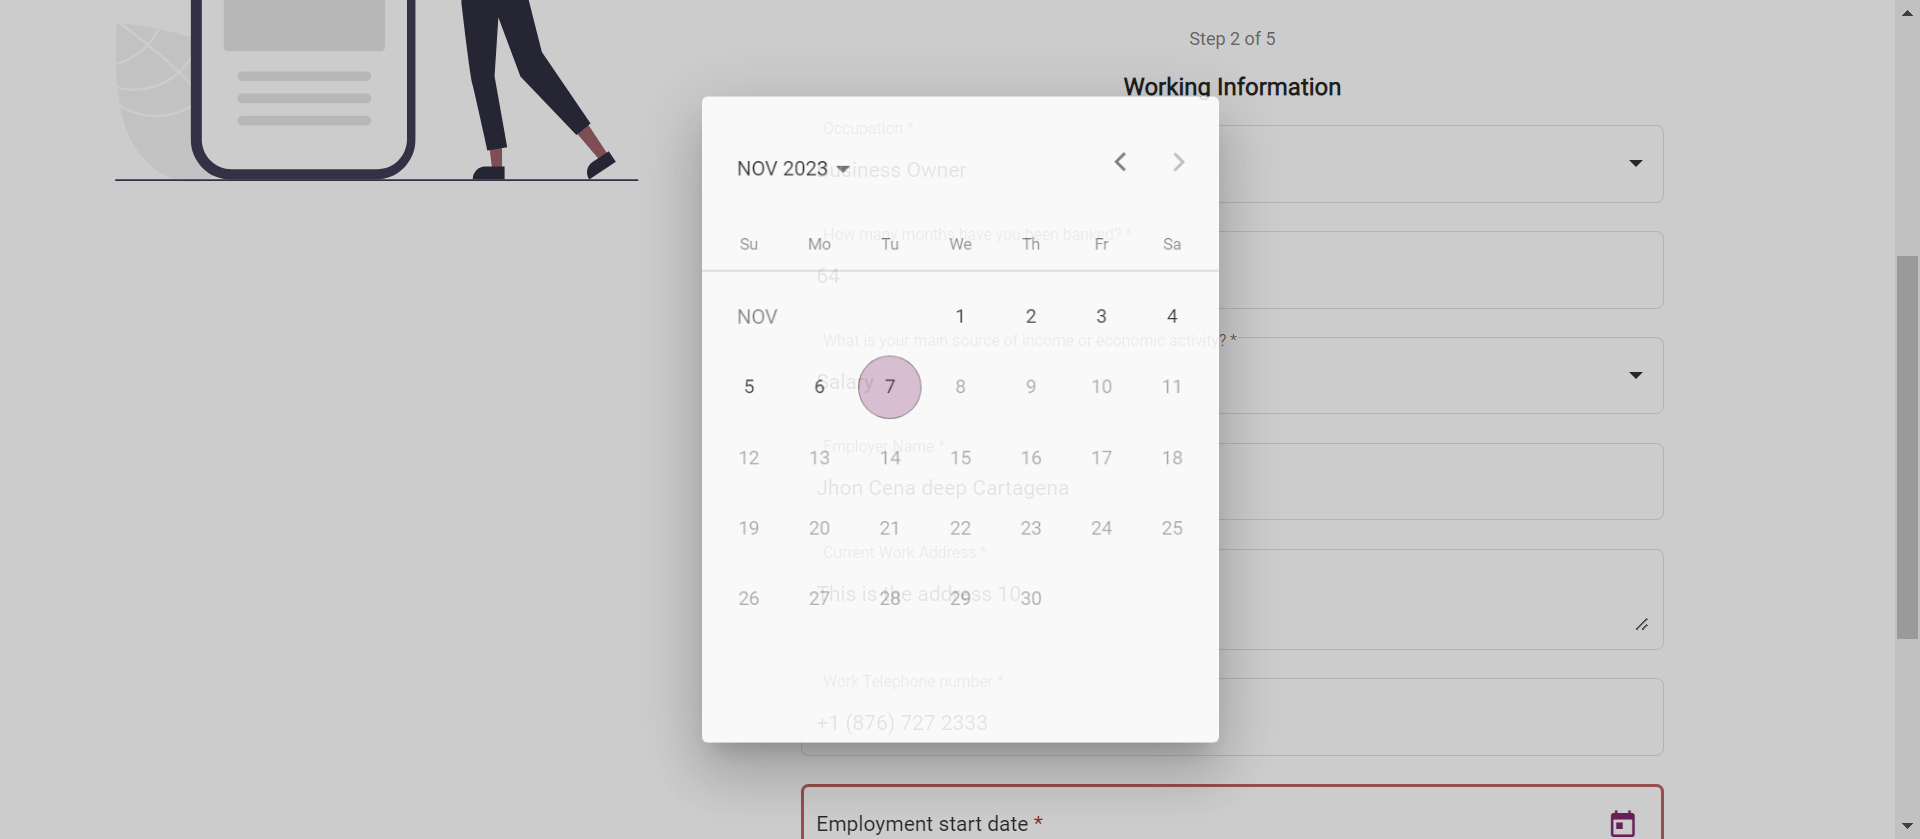 Step 2 of 5
Working Information
Occupation *
Business Owner
NOV 2023
How many months have you been banked? *
Su Mo Tu We Th Fr Sa
64
NOV 1 2 3 4
What is your main source of income or economic activity? *
Salary
5 6 7 8 9 10 11
Employer Name *
12 13 14 15 16 17 18
Jhon Cena deep Cartagena
19 20 21 22 23 24 25
Current Work Address *
This is the address 10
26 27 28 29 30
Work Telephone number *
+1 (876) 727 2333
Employment start date *